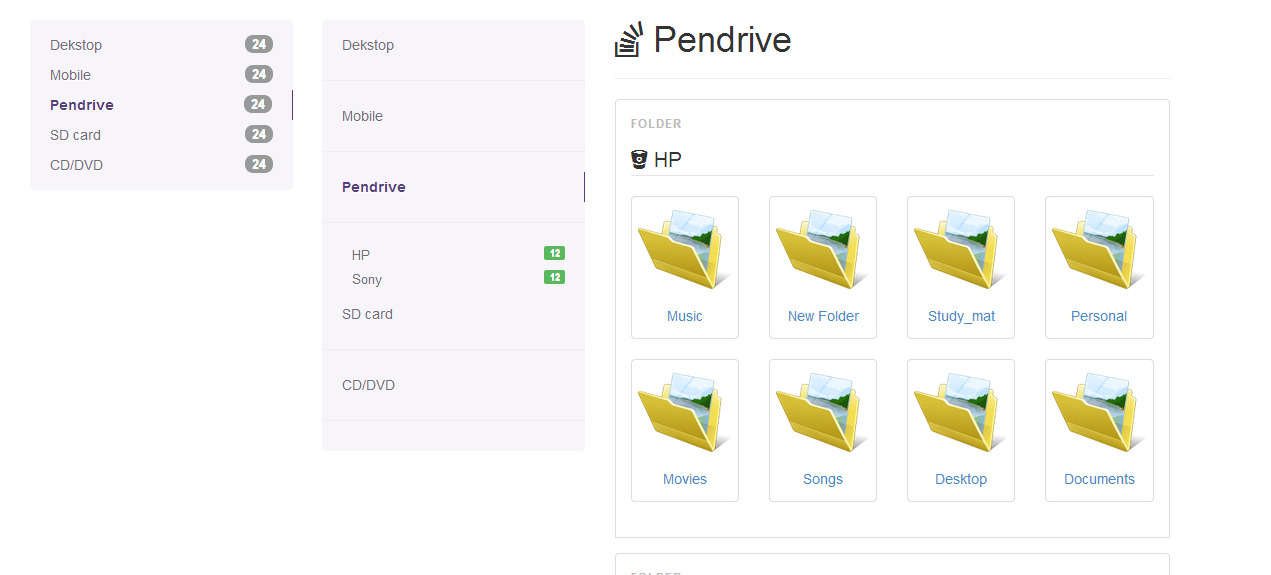 Dekstop 24
Mobile 24
Pendrive 24
SD card 24
CD/DVD 24
Dekstop
Mobile
Pendrive
HP 12
Sony 12
SD card
CD/DVD
Pendrive
FOLDER
HP
Music New Folder Study_mat Personal
Movies Songs Desktop Documents
FOLDER